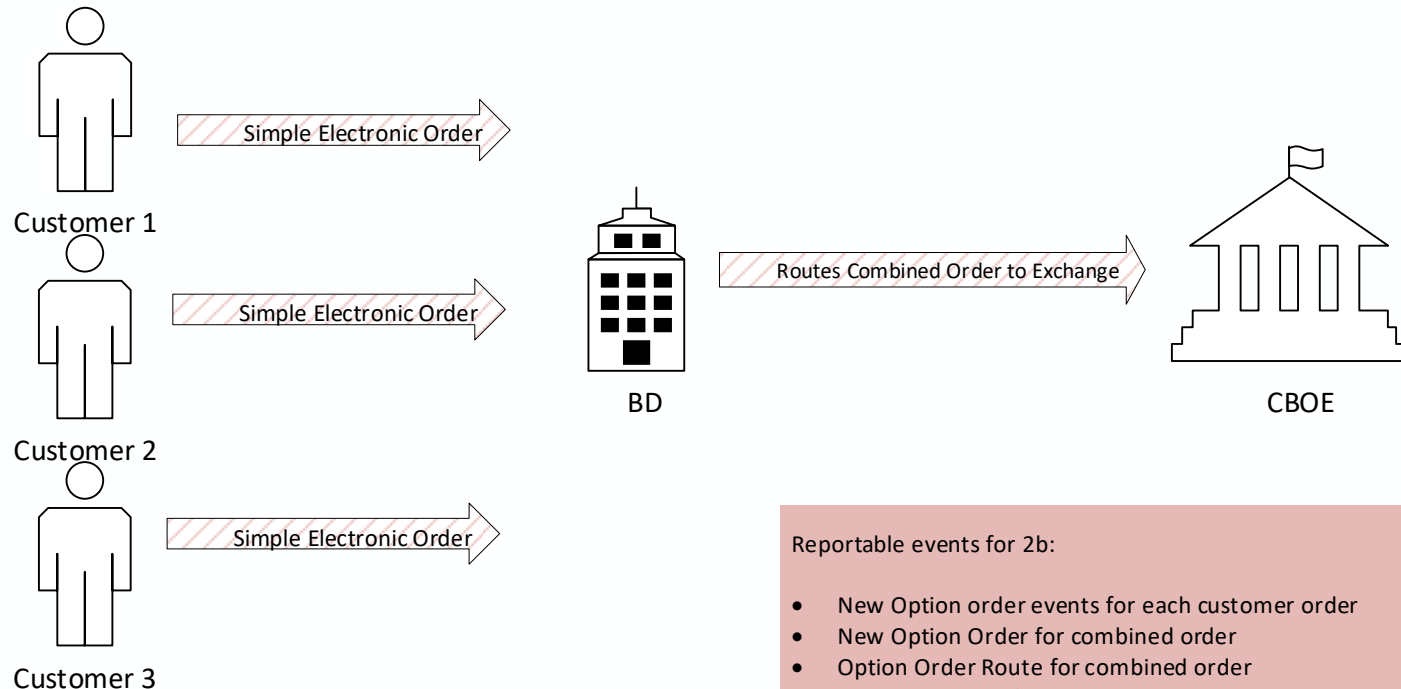 Simple Electronic Order
Customer 1
Simple Electronic Order
Customer 2
Simple Electronic Order
Customer 3
BD
Routes Combined Order to Exchange
CBOE
Reportable events for 2b:
• New Option order events for each customer order
• New Option Order for combined order
• Option Order Route for combined order